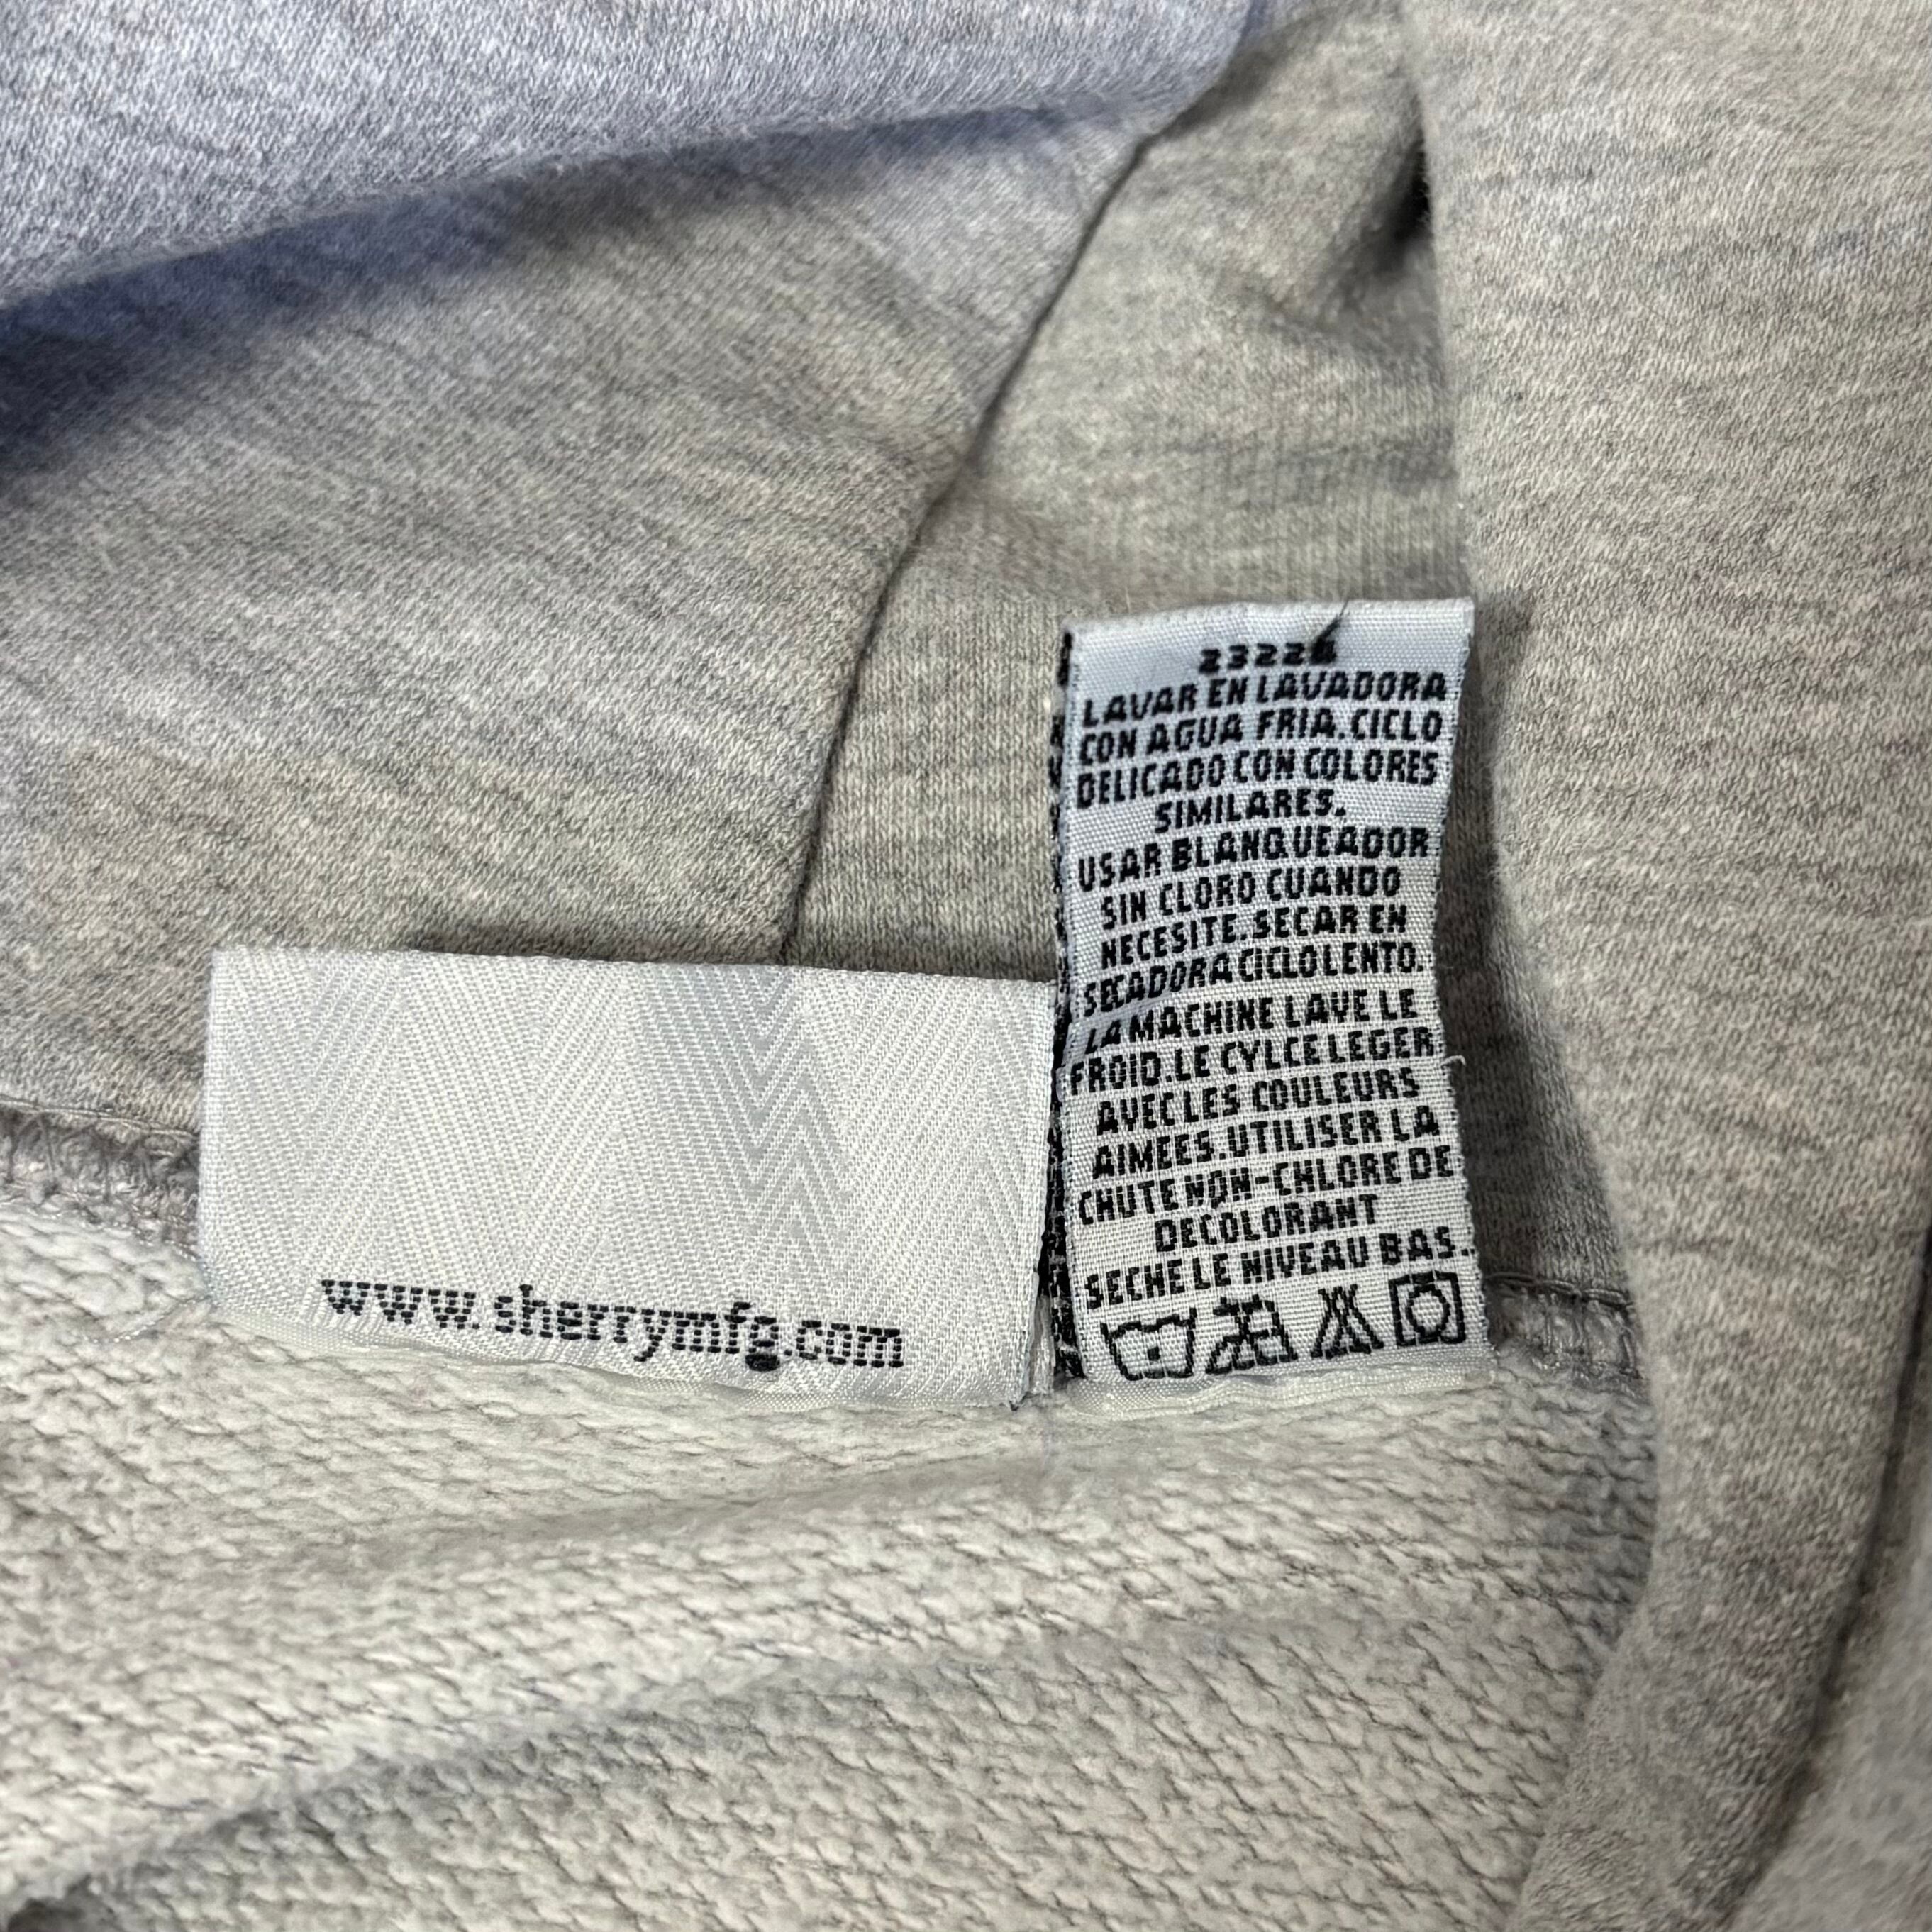 www.sherrymfg.com
23226
LAVAR EN LAVADORA
CON AGUA FRIA.CICLO
DELICADO CON COLORES
SIMILARES.
USAR BLANQUEADOR
SIN CLORO CUANDO
NECESITE.SECAR EN
SECADORA CICLO LENTO.
LA MACHINE LAVE LE
FROID.LE CYLCE LEGER
AVEC LES COULEURS
AIMEES.UTILISER LA
CHUTE NON-CHLORE DE
DECOLORANT
SECHE LE NIVEAU BAS..